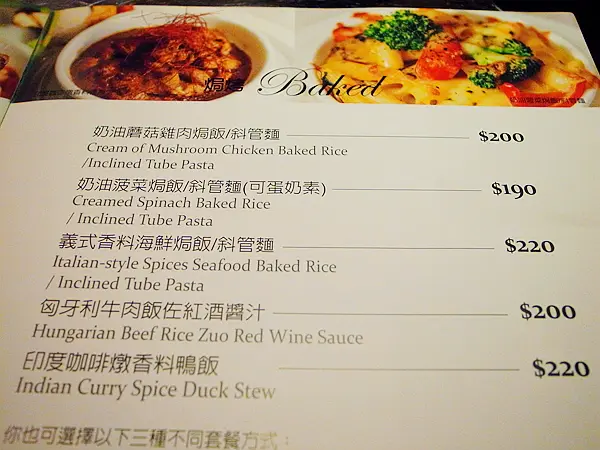 焗烤 Baked
奶油蘑菇雞肉焗飯/斜管麵 $200
Cream of Mushroom Chicken Baked Rice
/Inclined Tube Pasta
奶油菠菜焗飯/斜管麵(可蛋奶素) $190
Creamed Spinach Baked Rice
/ Inclined Tube Pasta
義式香料海鮮焗飯/斜管麵 $220
Italian-style Spices Seafood Baked Rice
/ Inclined Tube Pasta
匈牙利牛肉飯佐紅酒醬汁 $200
Hungarian Beef Rice Zuo Red Wine Sauce
印度咖啡燉香料鴨飯 $220
Indian Curry Spice Duck Stew
你也可選擇以下三種不同套餐方式：